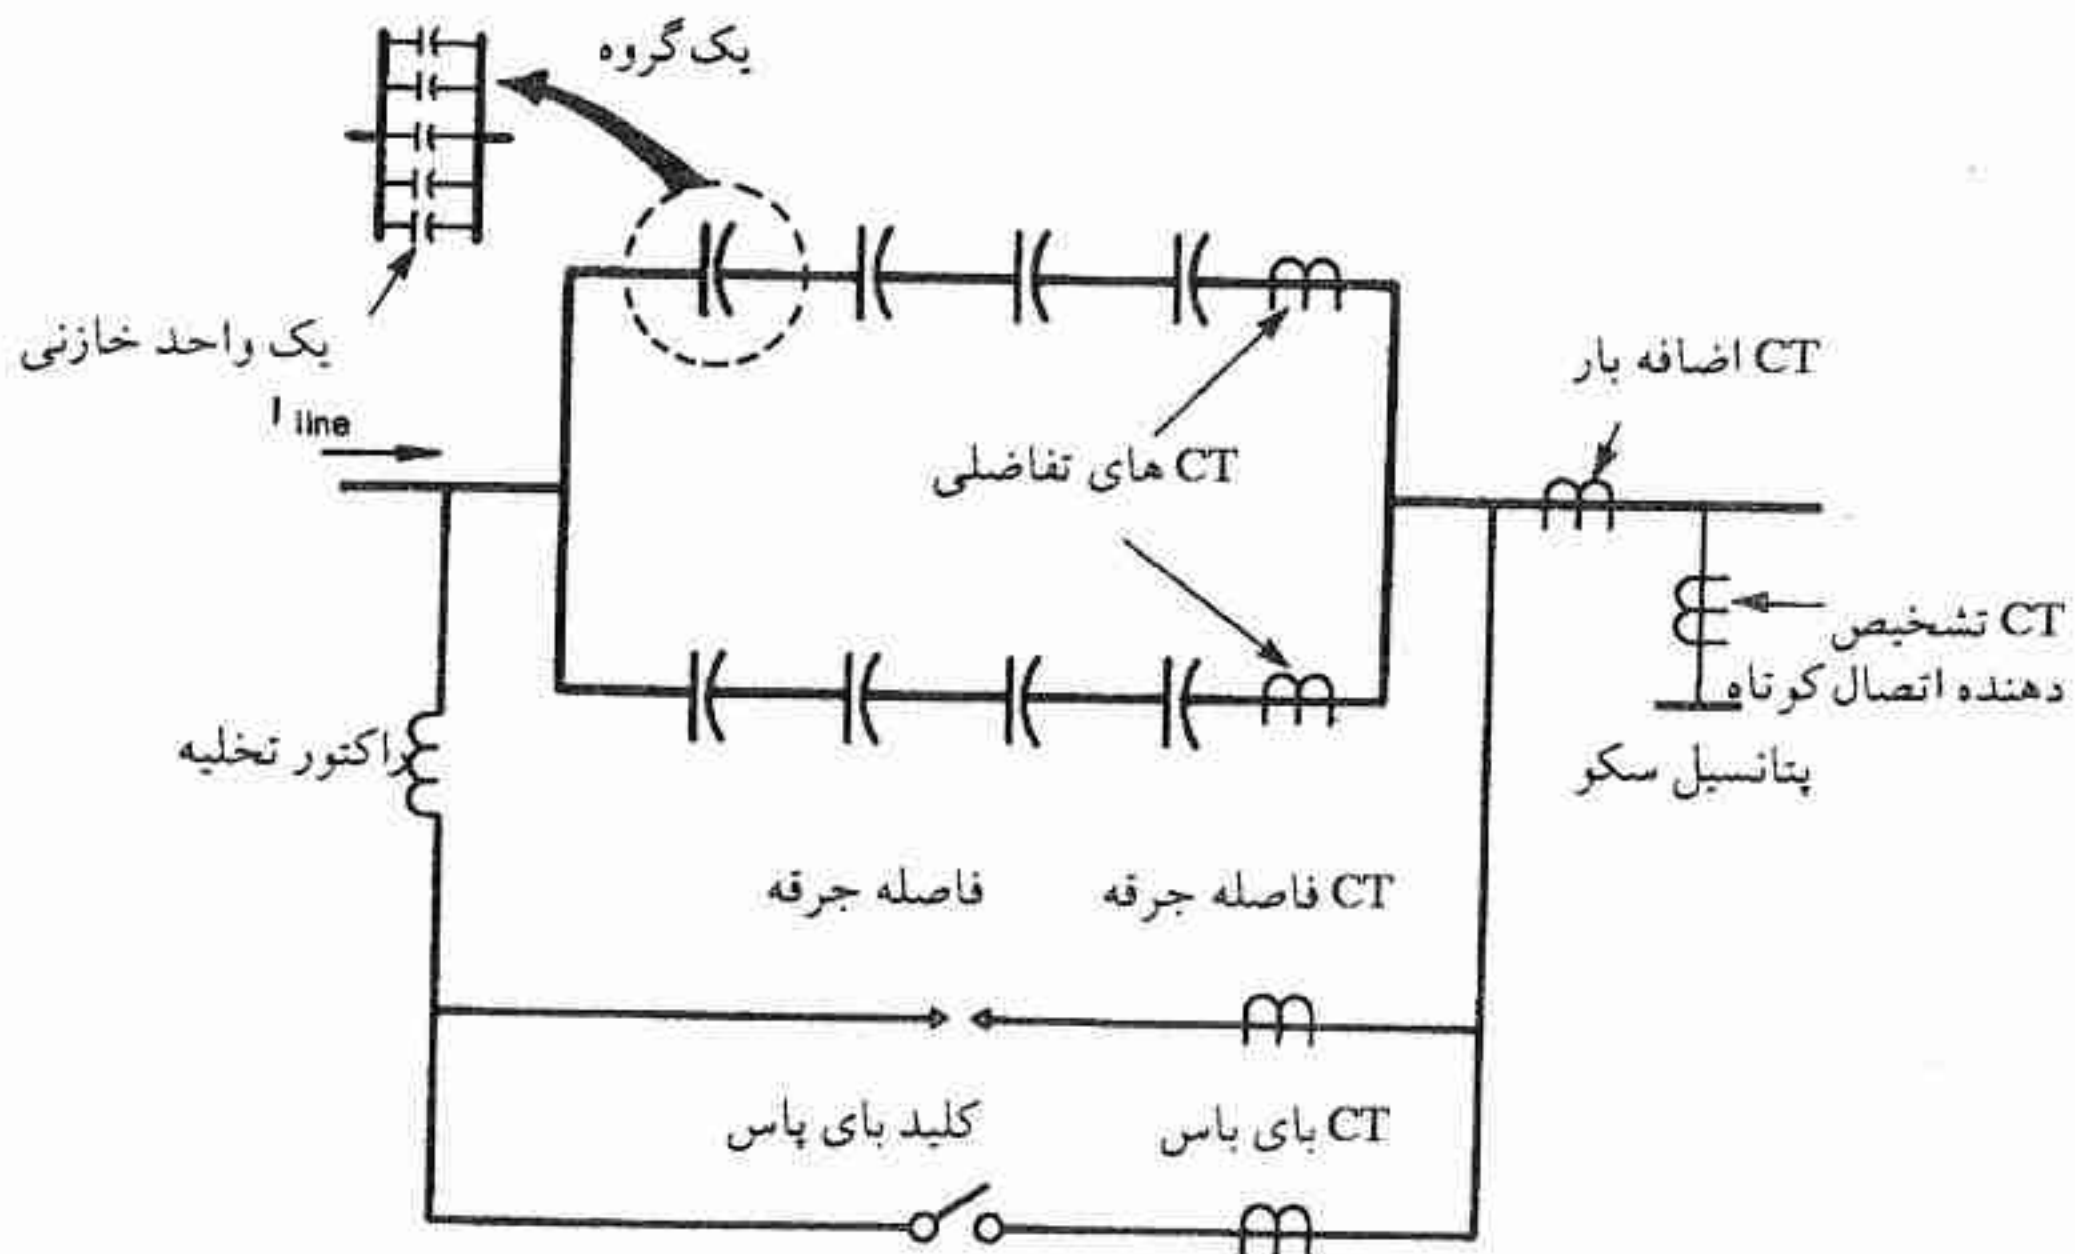 یک گروه
یک واحد خازنی
I line
CT اضافه بار
CT های تفاضلی
CT تشخیص
دهنده اتصال کوتاه
پتانسیل سکو
راکتور تخلیه
فاصله جرقه
CT فاصله جرقه
کلید بای پاس
CT بای باس